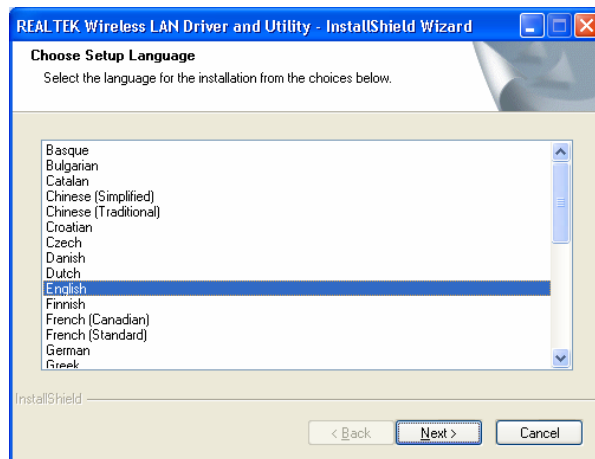 REALTEK Wireless LAN Driver and Utility - InstallShield Wizard
Choose Setup Language
Select the language for the installation from the choices below.
Basque
Bulgarian
Catalan
Chinese (Simplified)
Chinese (Traditional)
Croatian
Czech
Danish
Dutch
English
Finnish
French (Canadian)
French (Standard)
German
Greek
InstallShield
< Back Next > Cancel